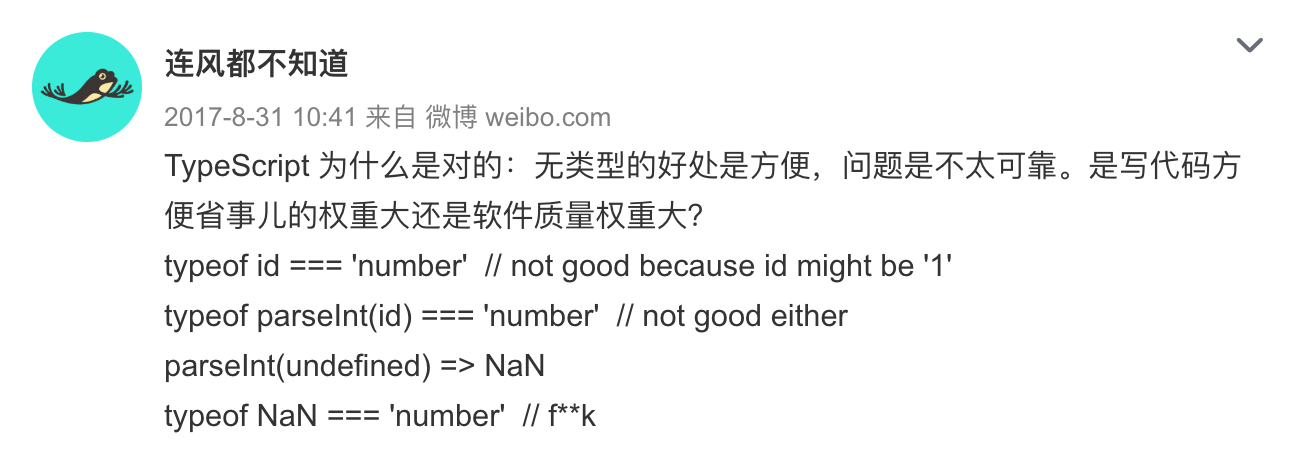 连风都不知道
2017-8-31 10:41 来自 微博 weibo.com
TypeScript 为什么是对的：无类型的好处是方便，问题是不太可靠。是写代码方
便省事儿的权重大还是软件质量权重大？
typeof id === 'number'  // not good because id might be '1'
typeof parseInt(id) === 'number'  // not good either
parseInt(undefined) => NaN
typeof NaN === 'number'  // f**k